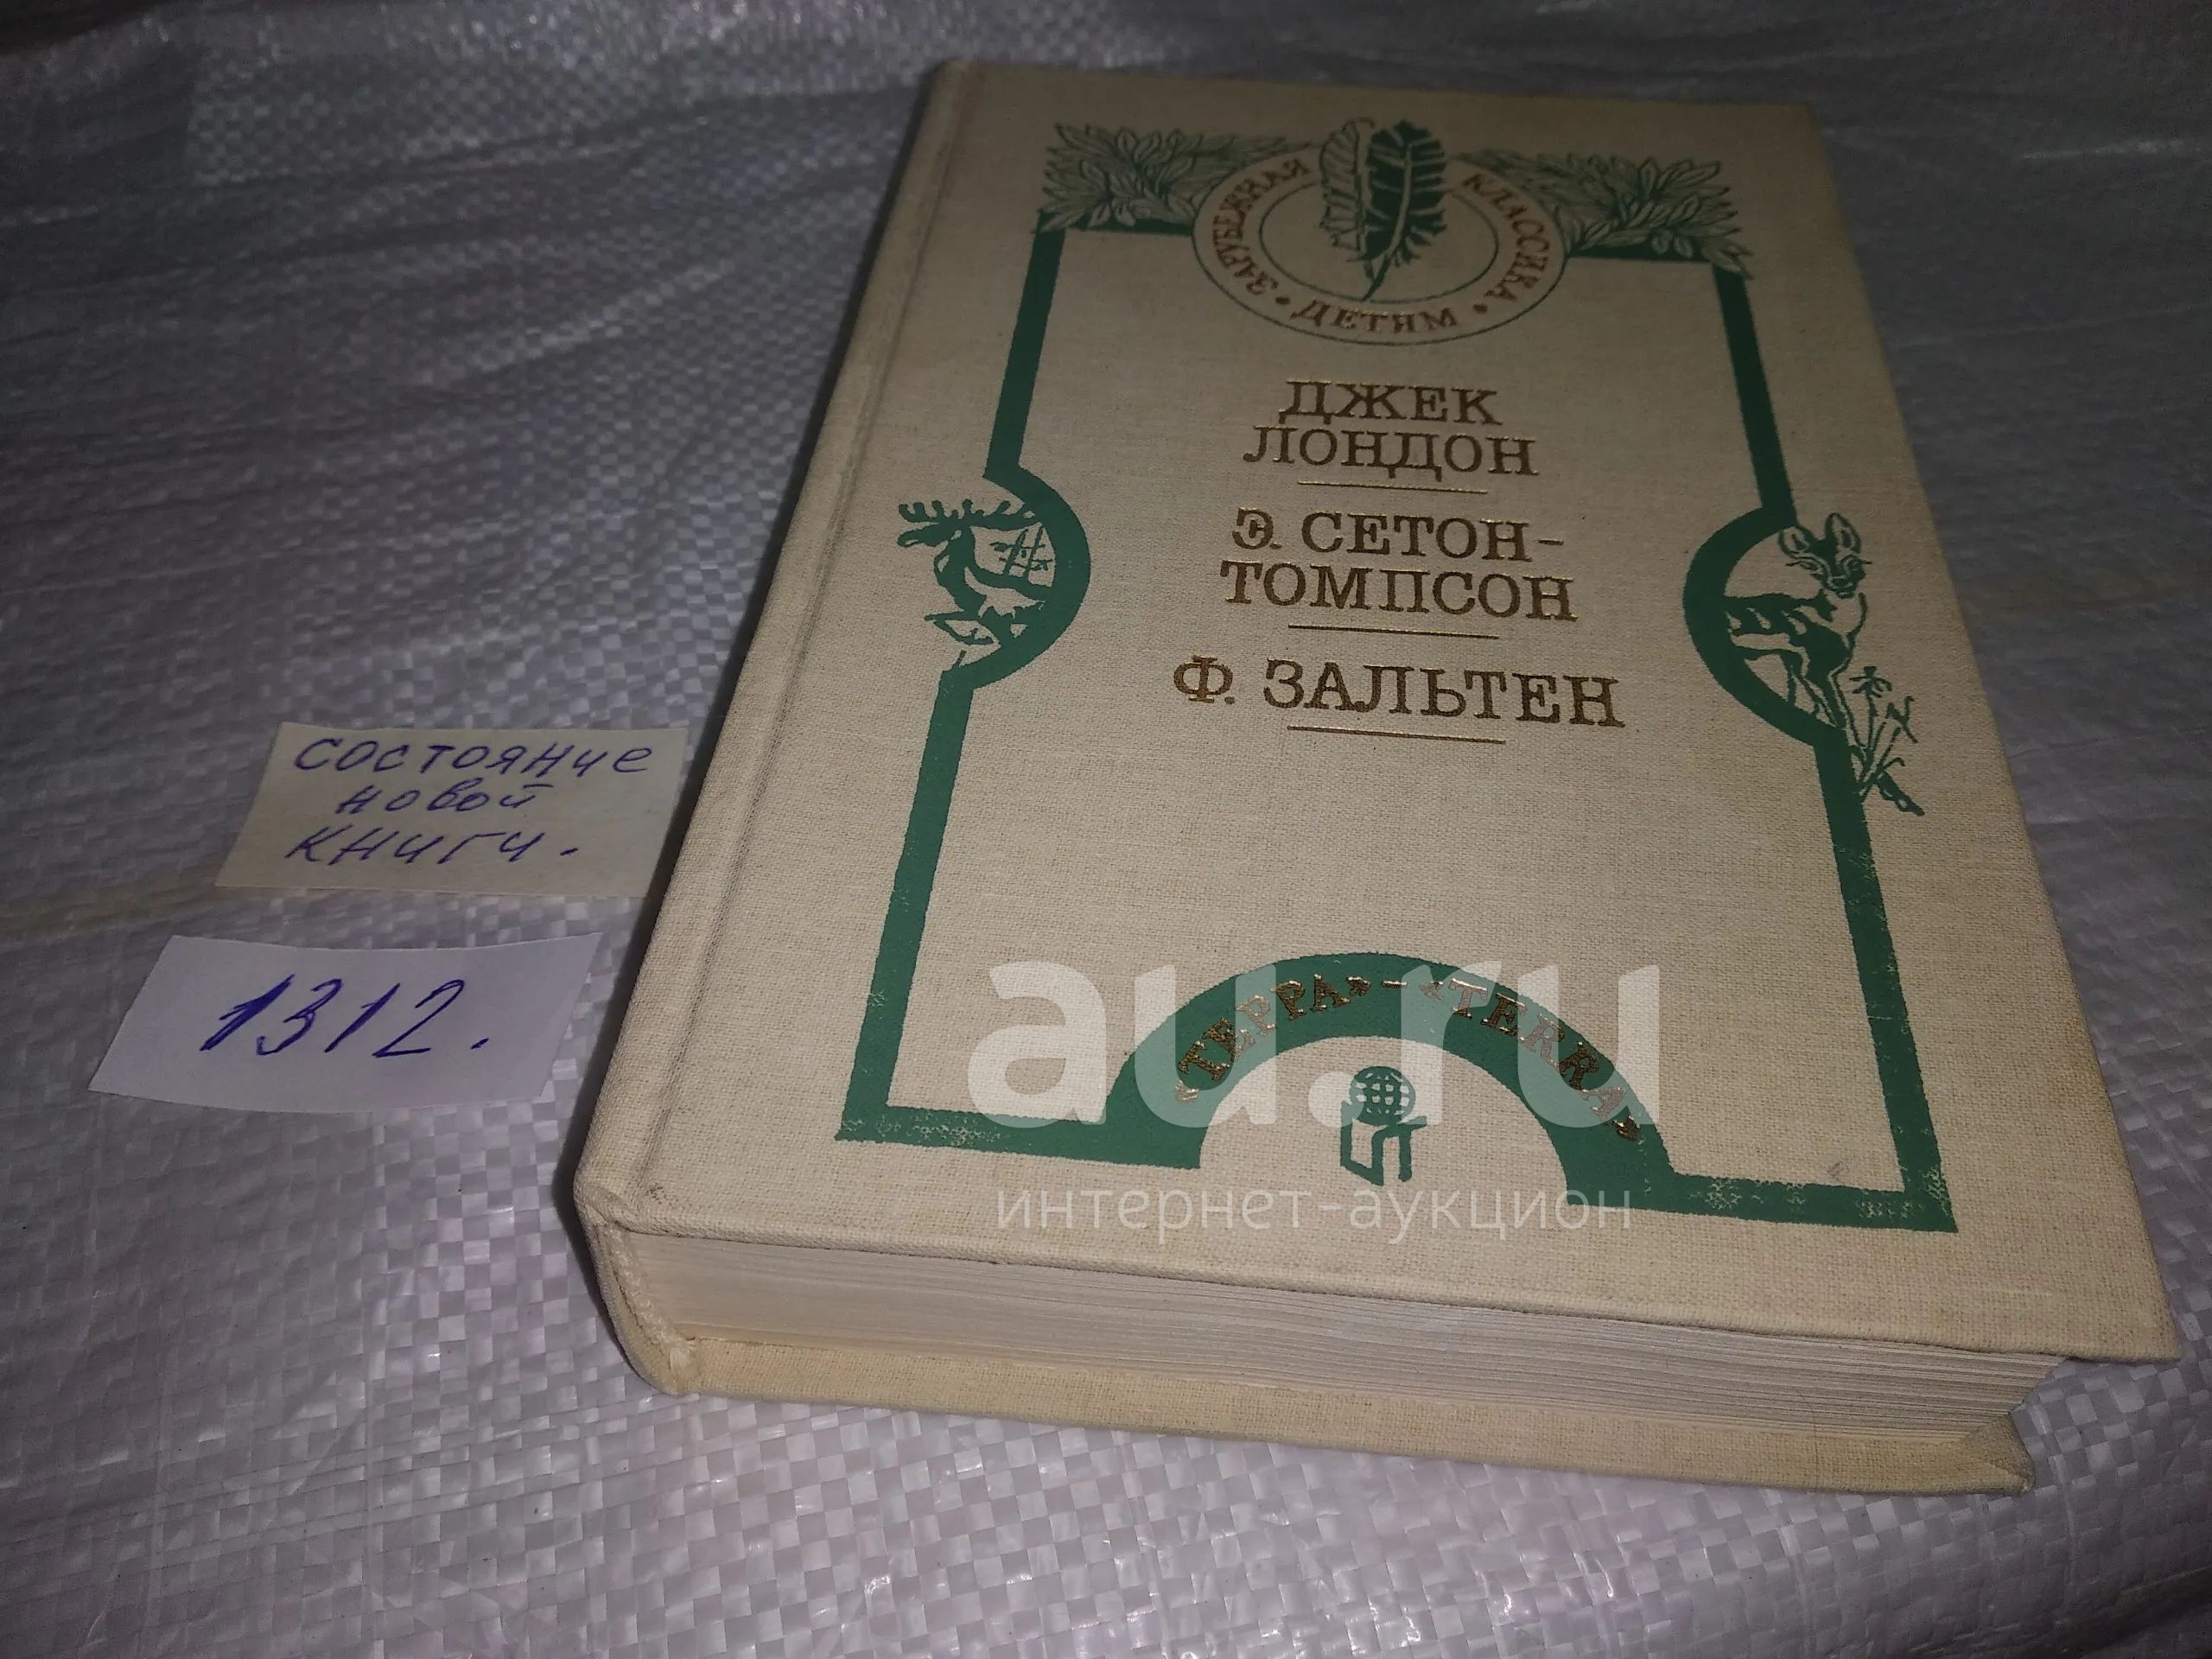 ЗАРУБЕЖНАЯ КЛАССИКА • ДЕТЯМ •
ДЖЕК
ЛОНДОН
Э. СЕТОН-
ТОМПСОН
Ф. ЗАЛЬТЕН
«ТЕРРА» - «TERRA»
состояние
новой
книги.
1312.
au.ru
интернет-аукцион